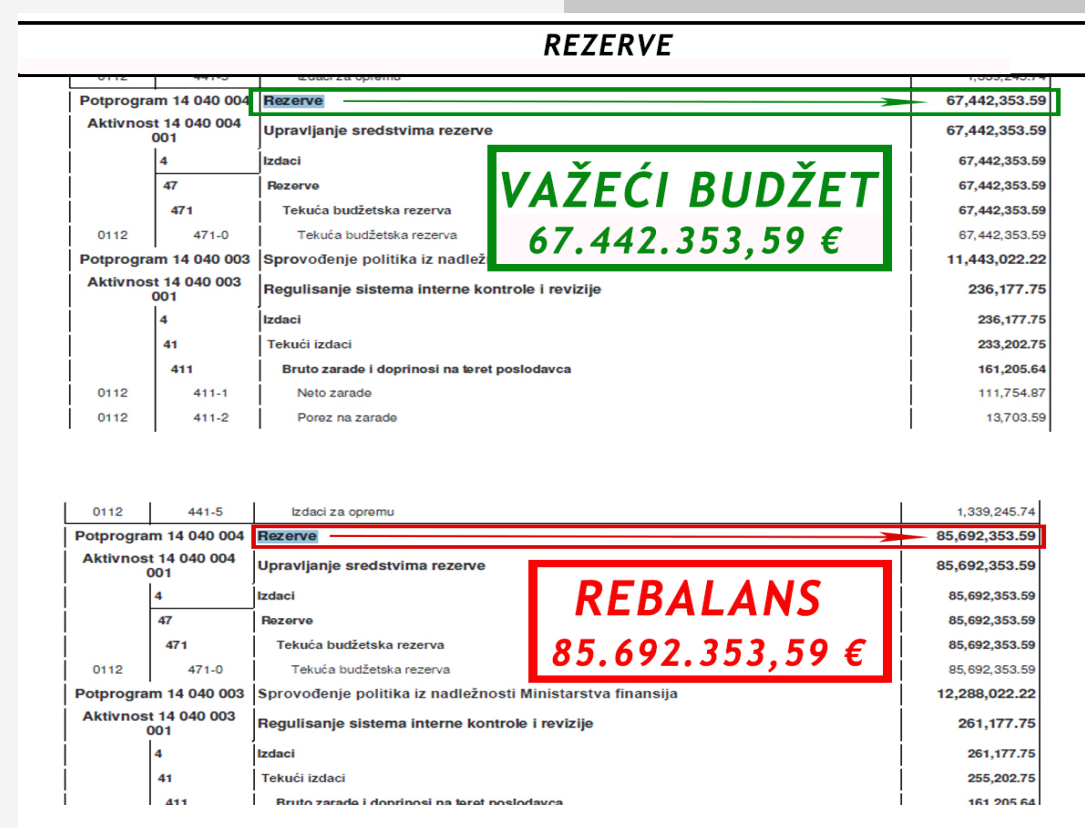 REZERVE
0112 441-5 Izdaci za opremu 1,339,245.74
Potprogram 14 040 004 Rezerve 67,442,353.59
Aktivnost 14 040 004 001 Upravljanje sredstvima rezerve 67,442,353.59
4 Izdaci 67,442,353.59
47 Rezerve 67,442,353.59
471 Tekuća budžetska rezerva 67,442,353.59
0112 471-0 Tekuća budžetska rezerva 67,442,353.59
VAŽEĆI BUDŽET
67.442.353,59 €
Potprogram 14 040 003 Sprovođenje politika iz nadlež 11,443,022.22
Aktivnost 14 040 003 001 Regulisanje sistema interne kontrole i revizije 236,177.75
4 Izdaci 236,177.75
41 Tekući izdaci 233,202.75
411 Bruto zarade i doprinosi na teret poslodavca 161,205.64
0112 411-1 Neto zarade 111,754.87
0112 411-2 Porez na zarade 13,703.59
0112 441-5 Izdaci za opremu 1,339,245.74
Potprogram 14 040 004 Rezerve 85,692,353.59
Aktivnost 14 040 004 001 Upravljanje sredstvima rezerve 85,692,353.59
4 Izdaci 85,692,353.59
47 Rezerve 85,692,353.59
471 Tekuća budžetska rezerva 85,692,353.59
0112 471-0 Tekuća budžetska rezerva 85,692,353.59
REBALANS
85.692.353,59 €
Potprogram 14 040 003 Sprovođenje politika iz nadležnosti Ministarstva finansija 12,288,022.22
Aktivnost 14 040 003 001 Regulisanje sistema interne kontrole i revizije 261,177.75
4 Izdaci 261,177.75
41 Tekući izdaci 255,202.75
411 Bruto zarade i doprinosi na teret poslodavca 161,205.64